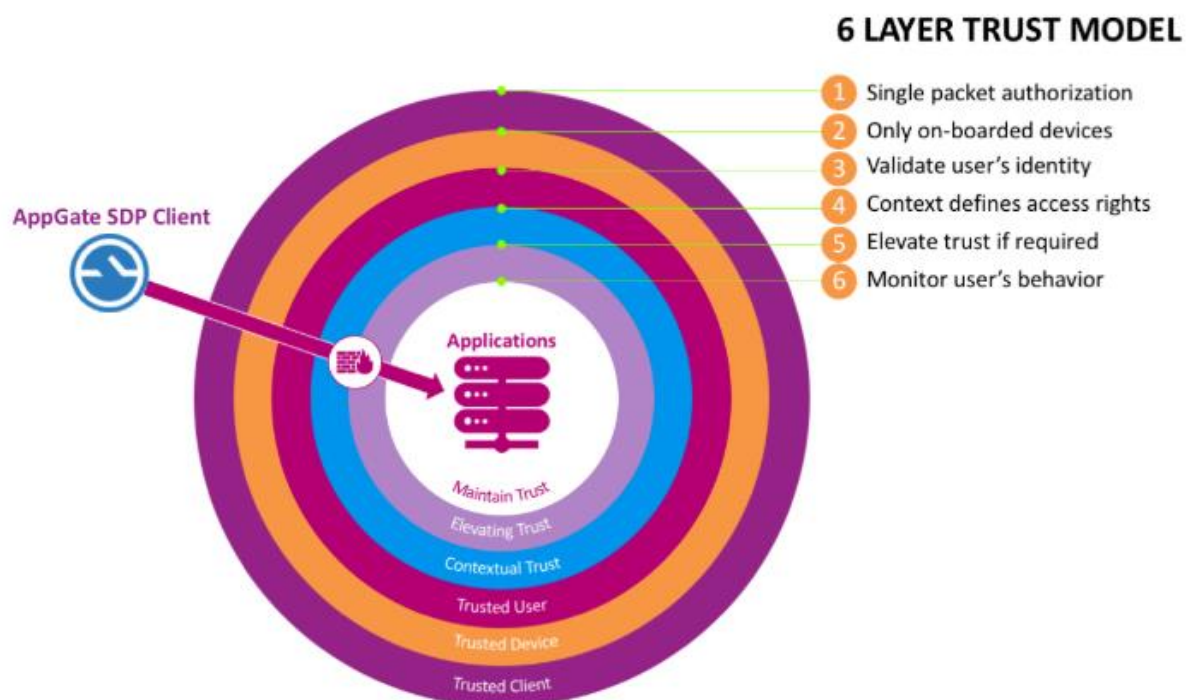 6 LAYER TRUST MODEL
1 Single packet authorization
2 Only on-boarded devices
3 Validate user's identity
4 Context defines access rights
5 Elevate trust if required
6 Monitor user's behavior
AppGate SDP Client
Applications
Maintain Trust
Elevating Trust
Contextual Trust
Trusted User
Trusted Device
Trusted Client